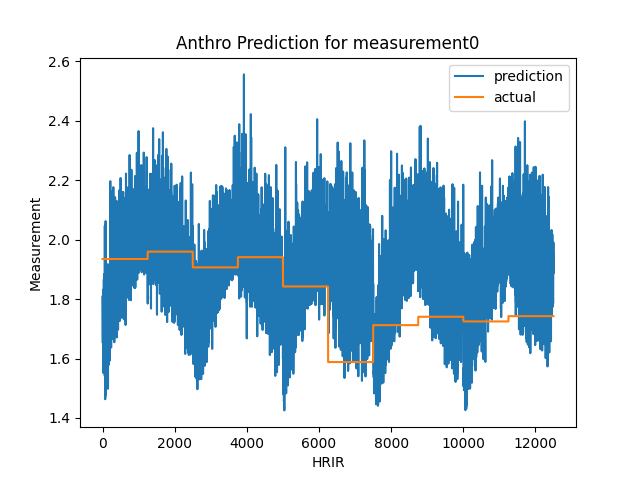 Anthro Prediction for measurement0
prediction
actual
Measurement
2.6
2.4
2.2
2.0
1.8
1.6
1.4
0 2000 4000 6000 8000 10000 12000
HRIR